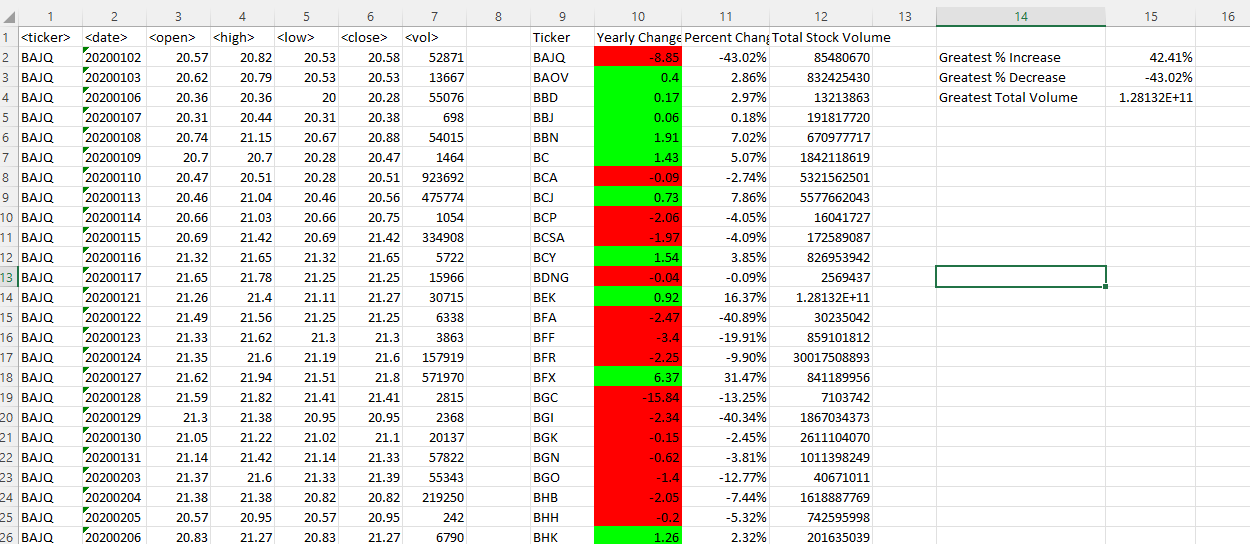 1 2 3 4 5 6 7 8 9 10 11 12 13 14 15 16
1 <ticker> <date> <open> <high> <low> <close> <vol> Ticker Yearly Change Percent Chang Total Stock Volume
2 BAJQ 20200102 20.57 20.82 20.53 20.58 52871 BAJQ -8.85 -43.02% 85480670 Greatest % Increase 42.41%
3 BAJQ 20200103 20.62 20.79 20.53 20.53 13667 BAOV 0.4 2.86% 832425430 Greatest % Decrease -43.02%
4 BAJQ 20200106 20.36 20.36 20 20.28 55076 BBD 0.17 2.97% 13213863 Greatest Total Volume 1.28132E+11
5 BAJQ 20200107 20.31 20.44 20.31 20.38 698 BBJ 0.06 0.18% 191817720
6 BAJQ 20200108 20.74 21.15 20.67 20.88 54015 BBN 1.91 7.02% 670977717
7 BAJQ 20200109 20.7 20.7 20.28 20.47 1464 BC 1.43 5.07% 1842118619
8 BAJQ 20200110 20.47 20.51 20.28 20.51 923692 BCA -0.09 -2.74% 5321562501
9 BAJQ 20200113 20.46 21.04 20.46 20.56 475774 BCJ 0.73 7.86% 5577662043
10 BAJQ 20200114 20.66 21.03 20.66 20.75 1054 BCP -2.06 -4.05% 16041727
11 BAJQ 20200115 20.69 21.42 20.69 21.42 334908 BCSA -1.97 -4.09% 172589087
12 BAJQ 20200116 21.32 21.65 21.32 21.65 5722 BCY 1.54 3.85% 826953942
13 BAJQ 20200117 21.65 21.78 21.25 21.25 15966 BDNG -0.04 -0.09% 2569437
14 BAJQ 20200121 21.26 21.4 21.11 21.27 30715 BEK 0.92 16.37% 1.28132E+11
15 BAJQ 20200122 21.49 21.56 21.25 21.25 6338 BFA -2.47 -40.89% 30235042
16 BAJQ 20200123 21.33 21.62 21.3 21.3 3863 BFF -3.4 -19.91% 859101812
17 BAJQ 20200124 21.35 21.6 21.19 21.6 157919 BFR -2.25 -9.90% 30017508893
18 BAJQ 20200127 21.62 21.94 21.51 21.8 571970 BFX 6.37 31.47% 841189956
19 BAJQ 20200128 21.59 21.82 21.41 21.41 2815 BGC -15.84 -13.25% 7103742
20 BAJQ 20200129 21.3 21.38 20.95 20.95 2368 BGI -2.34 -40.34% 1867034373
21 BAJQ 20200130 21.05 21.22 21.02 21.1 20137 BGK -0.15 -2.45% 2611104070
22 BAJQ 20200131 21.14 21.42 21.14 21.33 57822 BGN -0.62 -3.81% 1011398249
23 BAJQ 20200203 21.37 21.6 21.33 21.39 55343 BGO -1.4 -12.77% 40671011
24 BAJQ 20200204 21.38 21.38 20.82 20.82 219250 BHB -2.05 -7.44% 1618887769
25 BAJQ 20200205 20.57 20.95 20.57 20.95 242 BHH -0.2 -5.32% 742595998
26 BAJQ 20200206 20.83 21.27 20.83 21.27 6790 BHK 1.26 2.32% 201635039